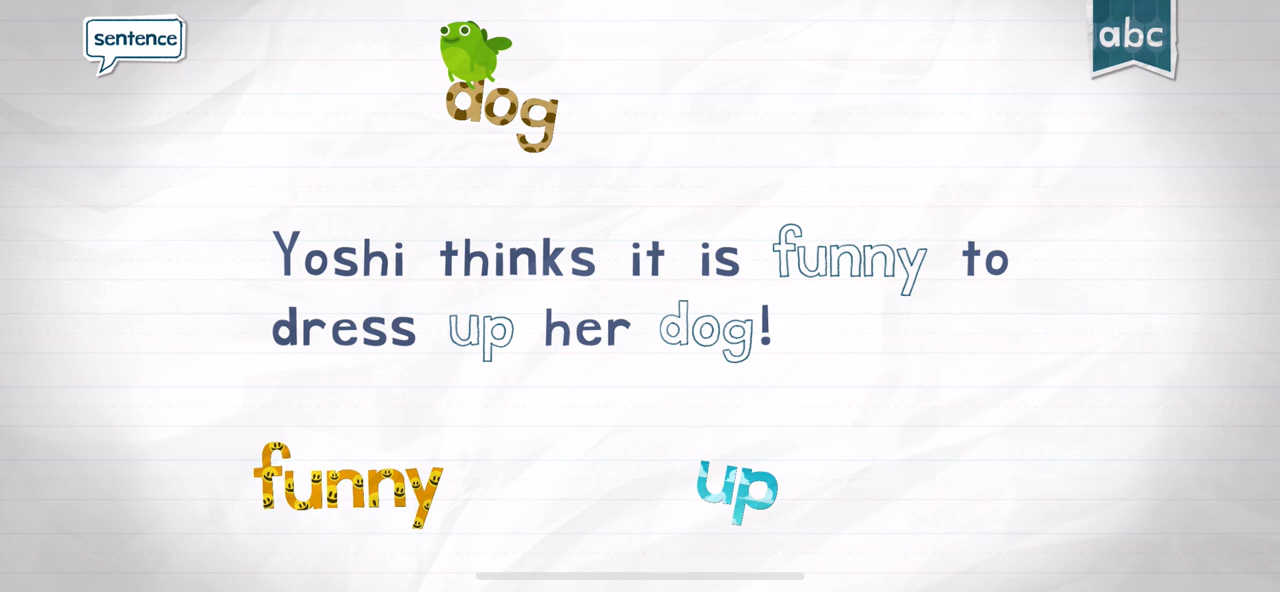 sentence
abc
dog
Yoshi thinks it is funny to
dress up her dog!
funny
up